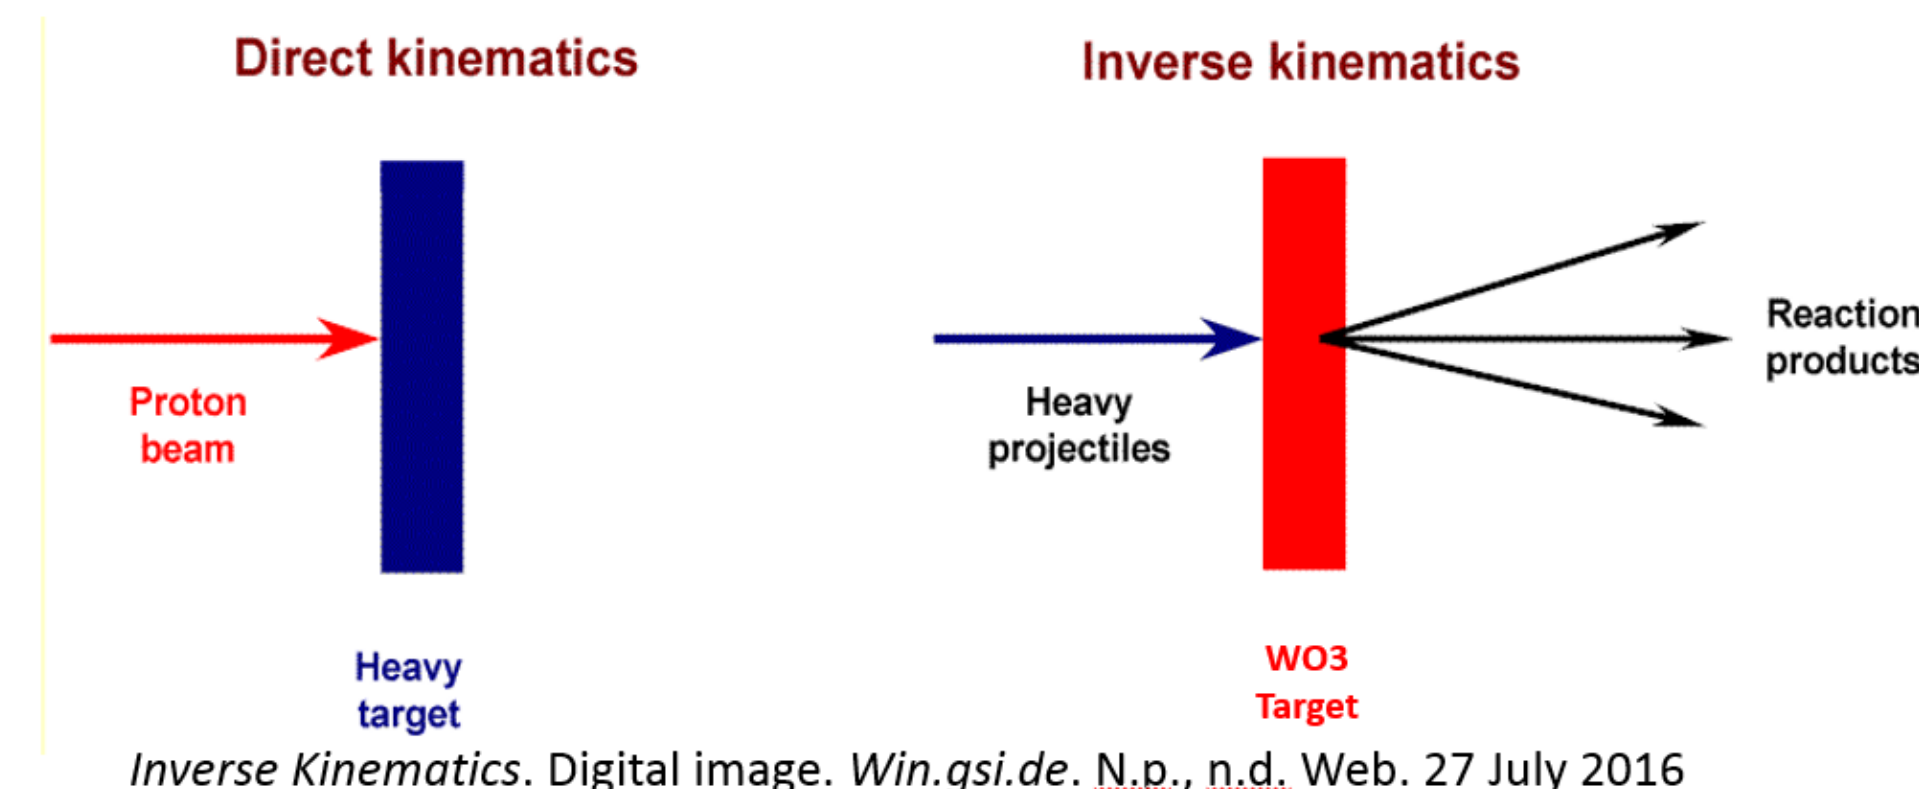 Direct kinematics
Inverse kinematics
Proton
beam
Heavy
target
Heavy
projectiles
Reaction
products
WO3
Target
Inverse Kinematics. Digital image. Win.gsi.de. N.p., n.d. Web. 27 July 2016